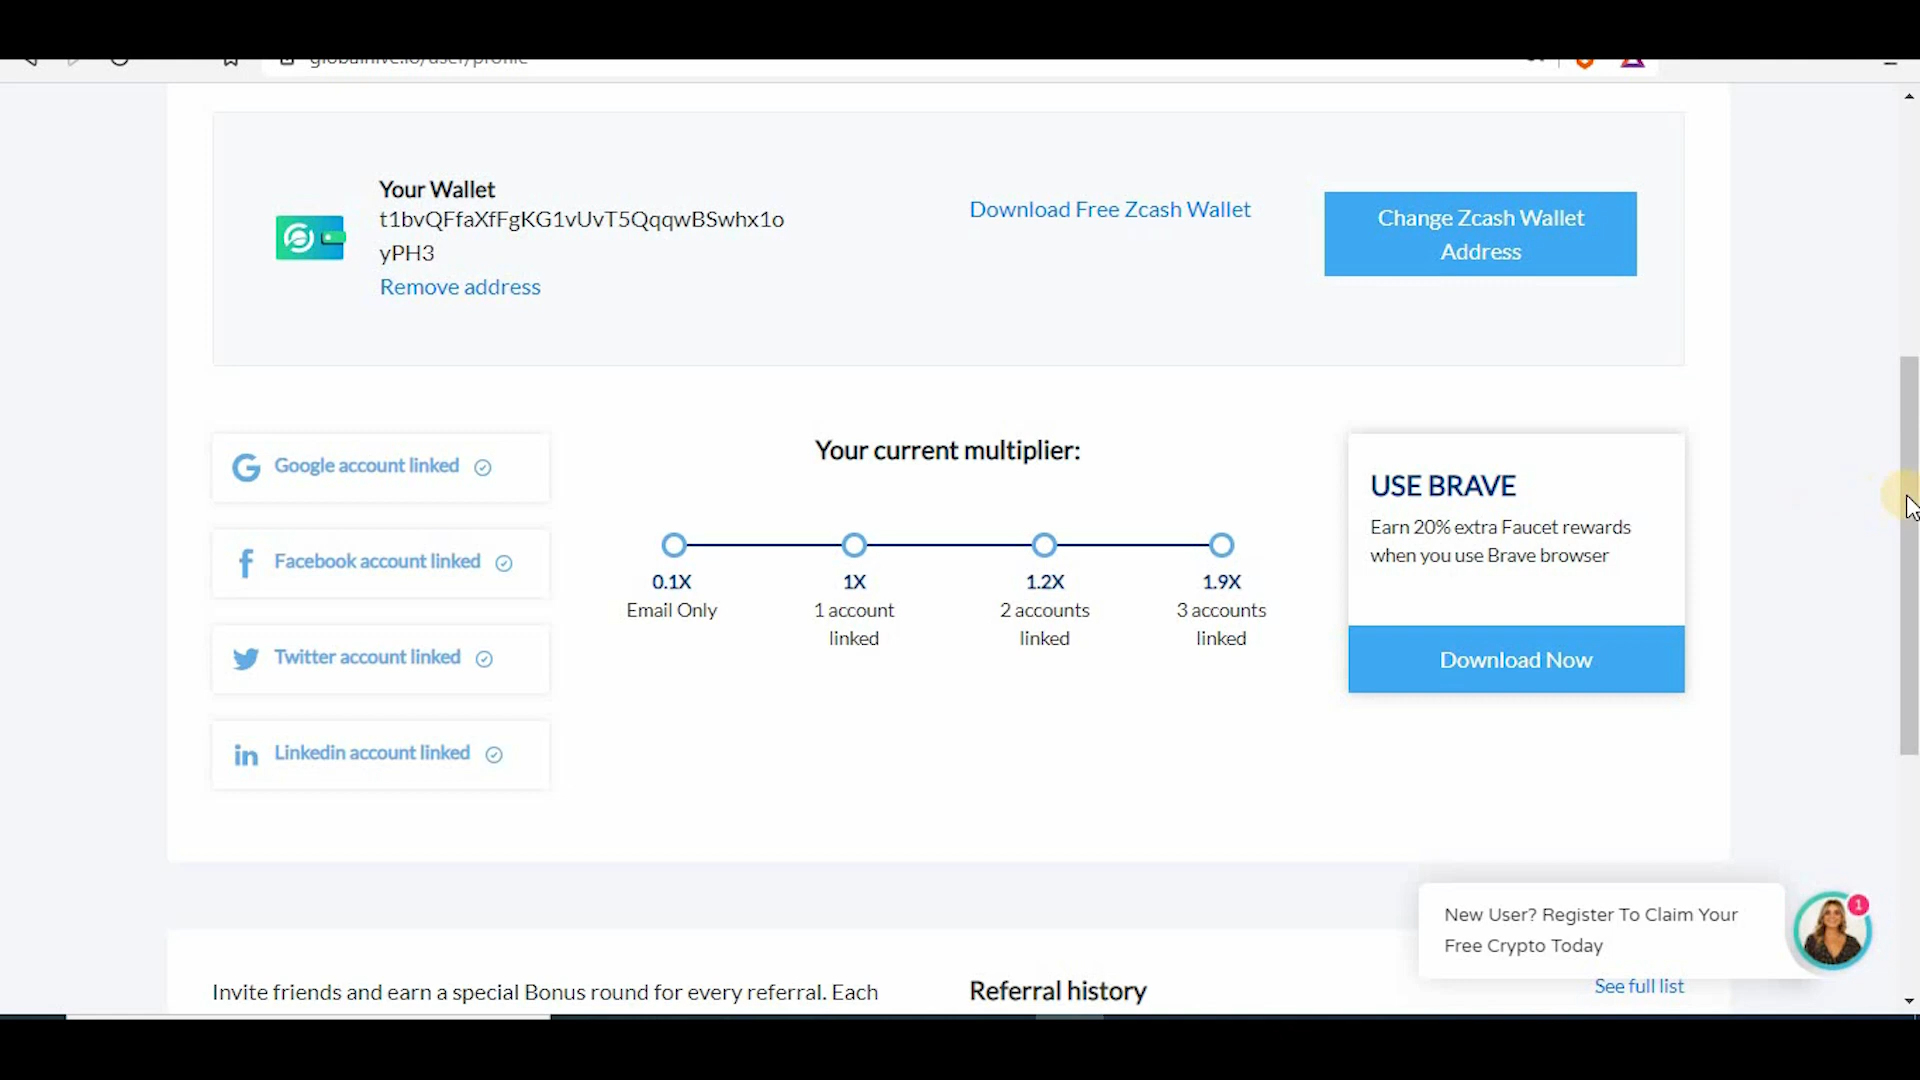 globalhive.io/user/profile
Your Wallet
t1bvQFfaXfFgKG1vUvT5QqqwBSwhx1o
yPH3
Remove address
Download Free Zcash Wallet
Change Zcash Wallet
Address
Google account linked
Facebook account linked
Twitter account linked
Linkedin account linked
Your current multiplier:
0.1X
Email Only
1X
1 account
linked
1.2X
2 accounts
linked
1.9X
3 accounts
linked
USE BRAVE
Earn 20% extra Faucet rewards
when you use Brave browser
Download Now
New User? Register To Claim Your
Free Crypto Today
1
Invite friends and earn a special Bonus round for every referral. Each
Referral history
See full list